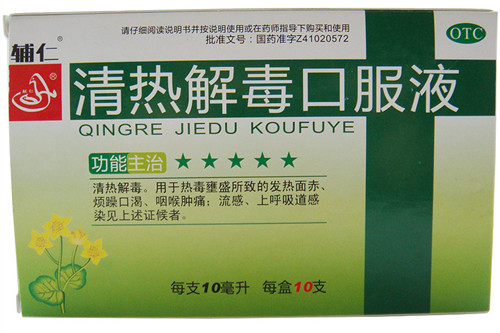 请仔细阅读说明书并按说明使用或在药师指导下购买和使用
批准文号：国药准字Z41020572
OTC
辅仁
清热解毒口服液
QINGRE JIEDU KOUFUYE
功能主治 ★★★★★
清热解毒。用于热毒壅盛所致的发热面赤、
烦躁口渴、咽喉肿痛；流感、上呼吸道感
染见上述证候者。
每支10毫升 每盒10支